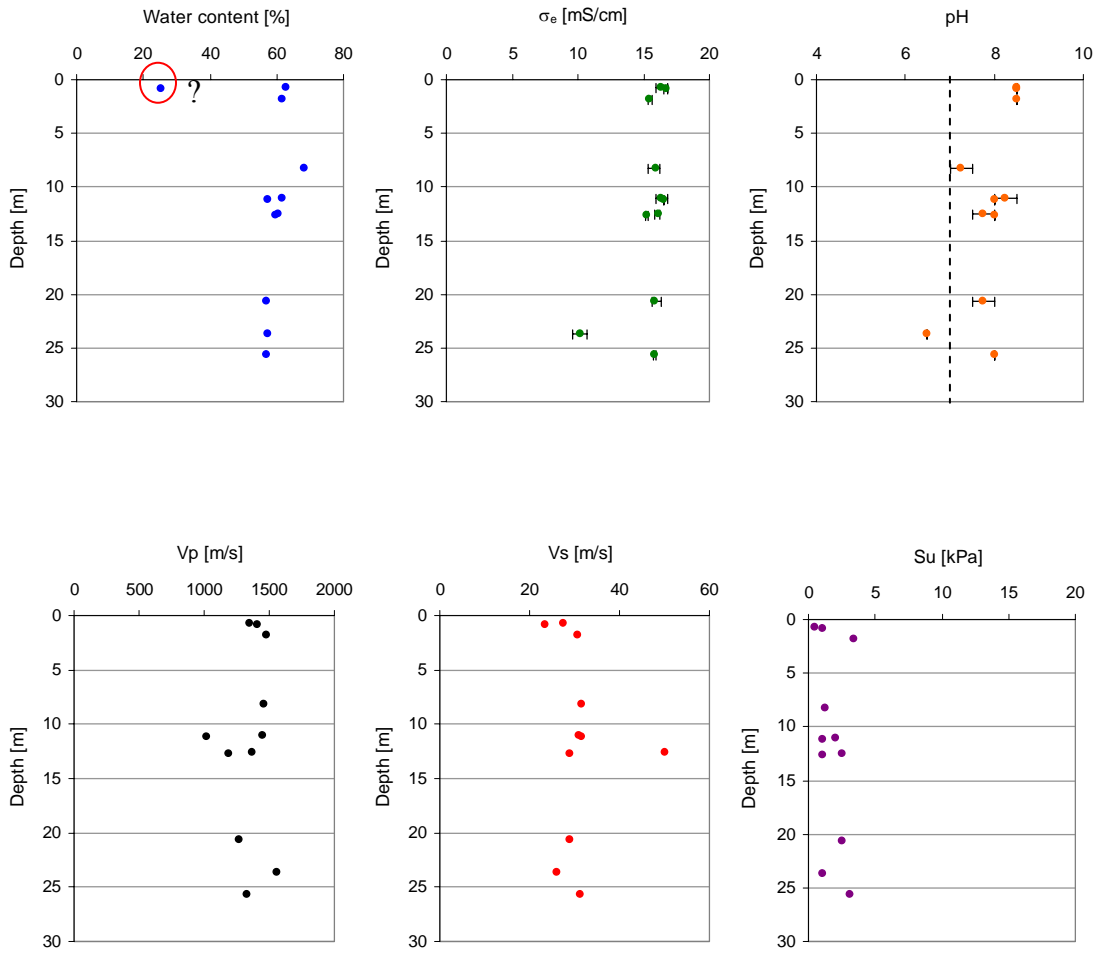 Water content [%]
0 20 40 60 80
0
5
10
15
20
25
30
Depth [m]
?
σe [mS/cm]
0 5 10 15 20
0
5
10
15
20
25
30
Depth [m]
pH
4 6 8 10
0
5
10
15
20
25
30
Depth [m]
Vp [m/s]
0 500 1000 1500 2000
0
5
10
15
20
25
30
Depth [m]
Vs [m/s]
0 20 40 60
0
5
10
15
20
25
30
Depth [m]
Su [kPa]
0 5 10 15 20
0
5
10
15
20
25
30
Depth [m]